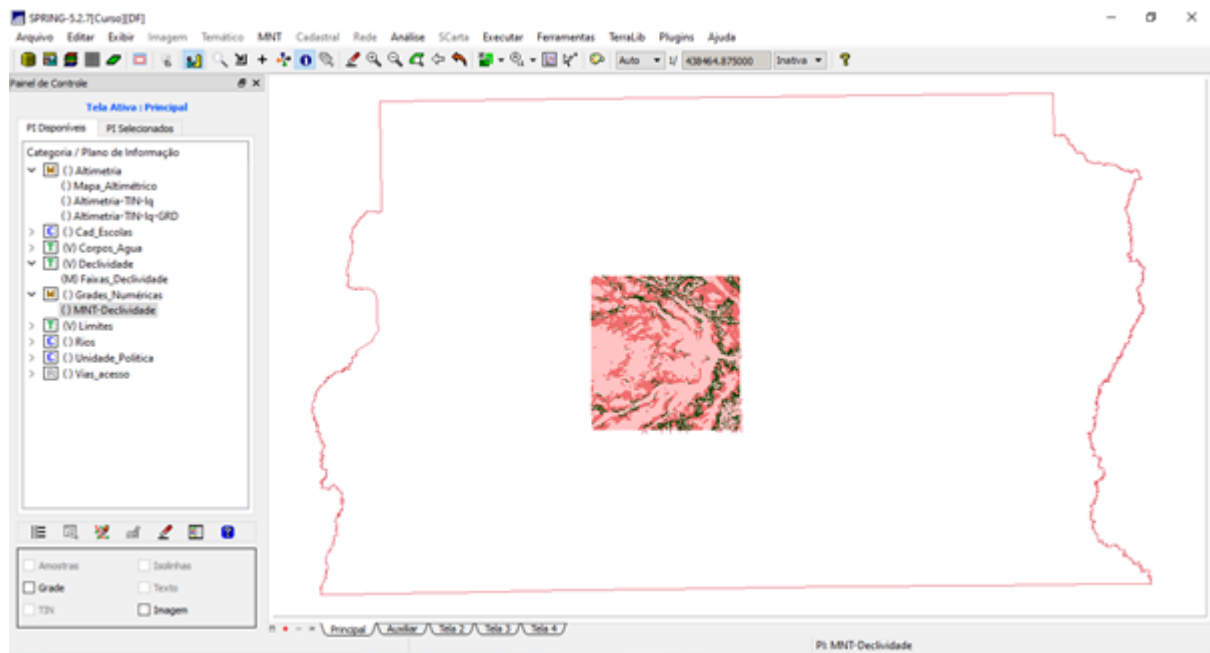 SPRING-5.2.7[Curso][DF]
Arquivo Editar Exibir Imagem Temático MNT Cadastral Rede Análise SCarta Executar Ferramentas TerraLib Plugins Ajuda
Auto 1/ 438464.875000 Inativa
Painel de Controle
Tela Ativa : Principal
PI Disponíveis PI Selecionados
Categoria / Plano de Informação
M () Altimetria
() Mapa_Altimétrico
() Altimetria-TIN-lq
() Altimetria-TIN-lq-GRD
C () Cad_Escolas
T (V) Corpos_Agua
T (V) Declividade
(M) Faixas_Declividade
M () Grades_Numéricas
() MNT-Declividade
T (V) Limites
C () Rios
C () Unidade_Política
() Vias_acesso
Amostras Isolinhas
Grade Texto
TIN Imagem
Principal Auxiliar Tela 2 Tela 3 Tela 4
PI: MNT-Declividade